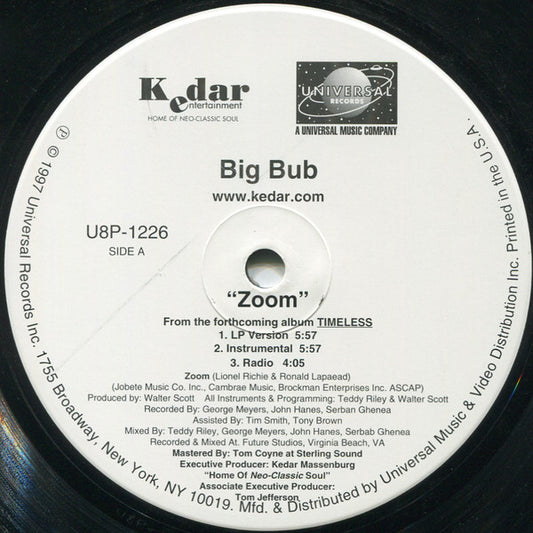 Kedar
entertainment
HOME OF NEO-CLASSIC SOUL
UNIVERSAL
RECORDS
A UNIVERSAL MUSIC COMPANY
Big Bub
www.kedar.com
U8P-1226
SIDE A
“Zoom”
From the forthcoming album TIMELESS
1. LP Version 5:57
2. Instrumental 5:57
3. Radio 4:05
Zoom (Lionel Richie & Ronald Lapaead)
(Jobete Music Co. Inc., Cambrae Music, Brockman Enterprises Inc. ASCAP)
Produced by: Walter Scott All Instruments & Programming: Teddy Riley & Walter Scott
Recorded By: George Meyers, John Hanes, Serban Ghenea
Assisted By: Tim Smith, Tony Brown
Mixed By: Teddy Riley, George Meyers, John Hanes, Serbab Ghenea
Recorded & Mixed At. Future Studios, Virginia Beach, VA
Mastered By: Tom Coyne at Sterling Sound
Executive Producer: Kedar Massenburg
“Home Of Neo-Classic Soul”
Associate Executive Producer:
Tom Jefferson
℗ © 1997 Universal Records Inc. 1755 Broadway, New York, NY 10019. Mfd. & Distributed by Universal Music & Video Distribution Inc. Printed in the U.S.A.